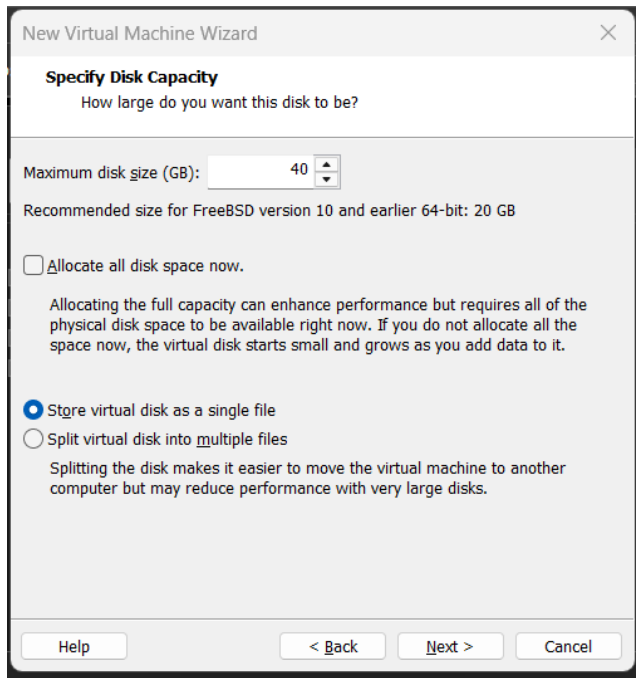 New Virtual Machine Wizard
Specify Disk Capacity
How large do you want this disk to be?
Maximum disk size (GB): 40
Recommended size for FreeBSD version 10 and earlier 64-bit: 20 GB
Allocate all disk space now.
Allocating the full capacity can enhance performance but requires all of the
physical disk space to be available right now. If you do not allocate all the
space now, the virtual disk starts small and grows as you add data to it.
Store virtual disk as a single file
Split virtual disk into multiple files
Splitting the disk makes it easier to move the virtual machine to another
computer but may reduce performance with very large disks.
Help < Back Next > Cancel